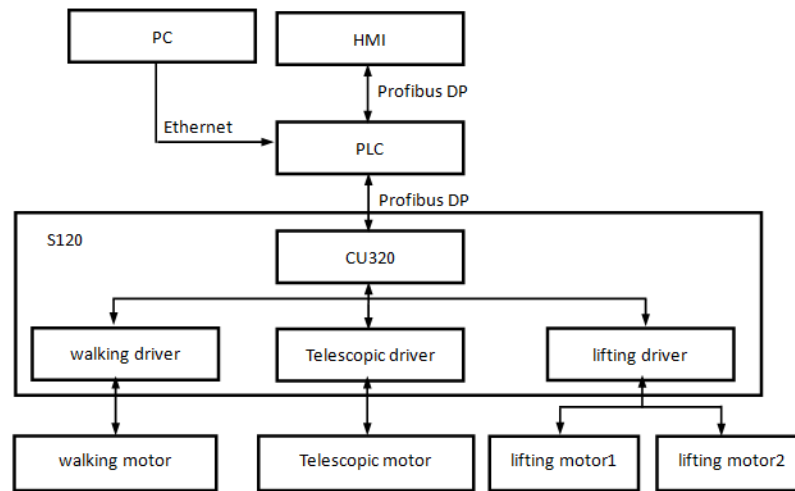 PC
HMI
Profibus DP
Ethernet
PLC
Profibus DP
S120
CU320
walking driver
Telescopic driver
lifting driver
walking motor
Telescopic motor
lifting motor1
lifting motor2